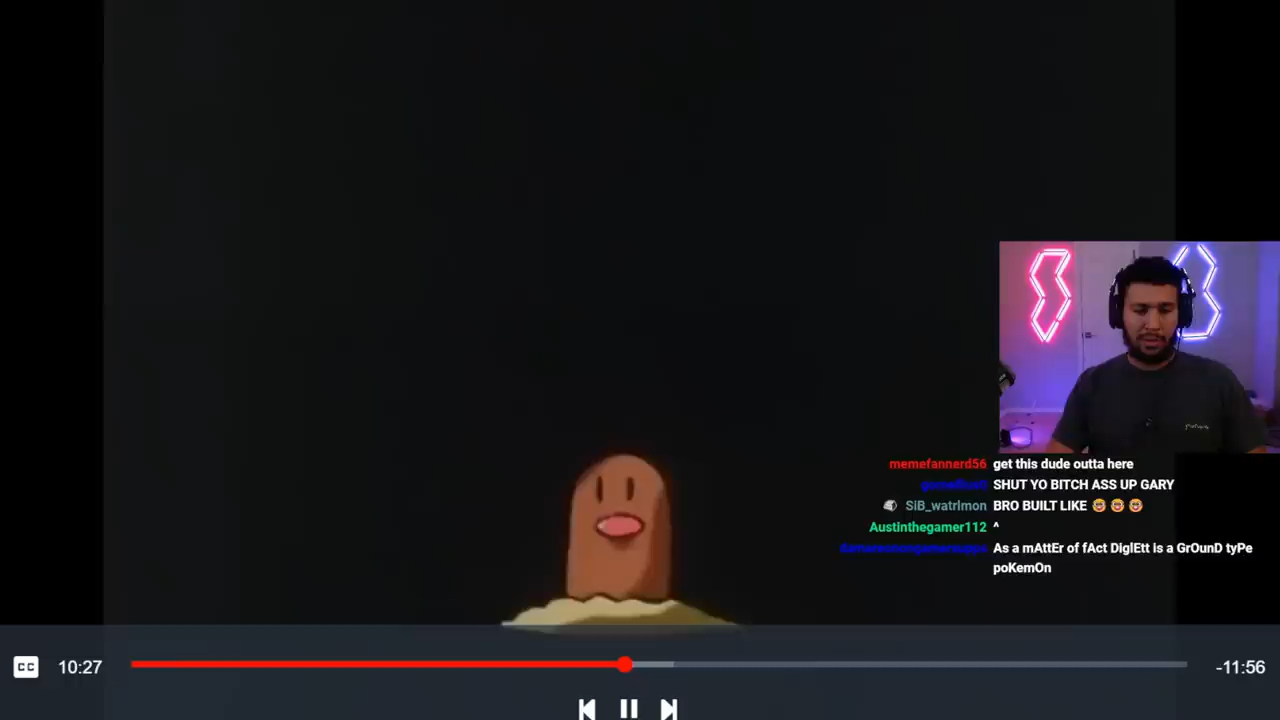 memefannerd56 get this dude outta here
SHUT YO BITCH ASS UP GARY
SiB_watrlmon BRO BUILT LIKE 
Austinthegamer112 ^
As a mAttEr of fAct DiglEtt is a GrOunD tyPe
poKemOn
CC 10:27 -11:56